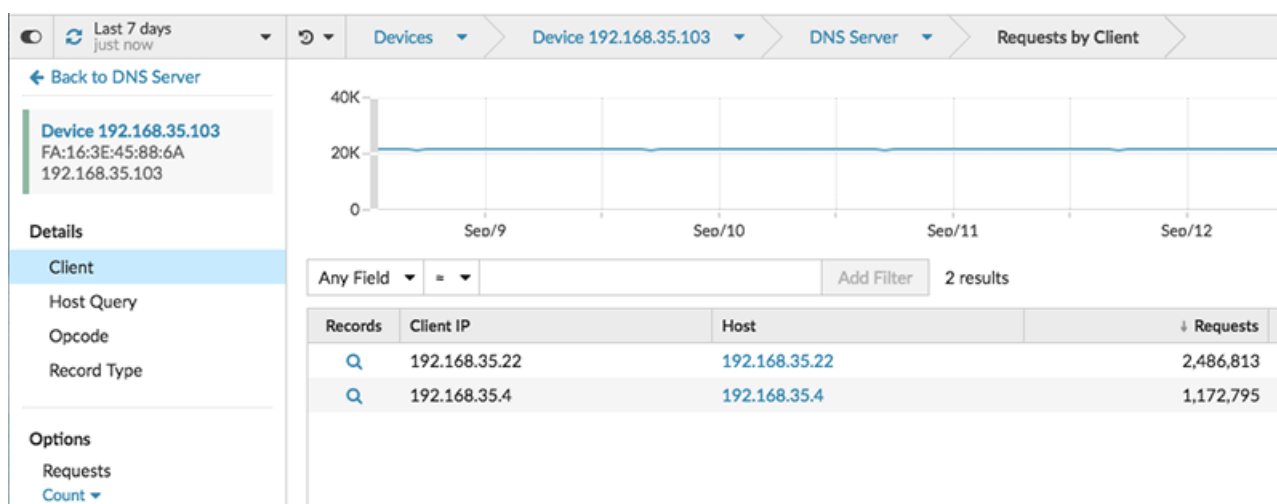 Last 7 days
just now
Devices
Device 192.168.35.103
DNS Server
Requests by Client
Back to DNS Server
Device 192.168.35.103
FA:16:3E:45:88:6A
192.168.35.103
Details
Client
Host Query
Opcode
Record Type
Options
Requests
Count
40K
20K
0
Sep/9 Sep/10 Sep/11 Sep/12
Any Field = Add Filter 2 results
Records Client IP Host ↓ Requests
192.168.35.22 192.168.35.22 2,486,813
192.168.35.4 192.168.35.4 1,172,795